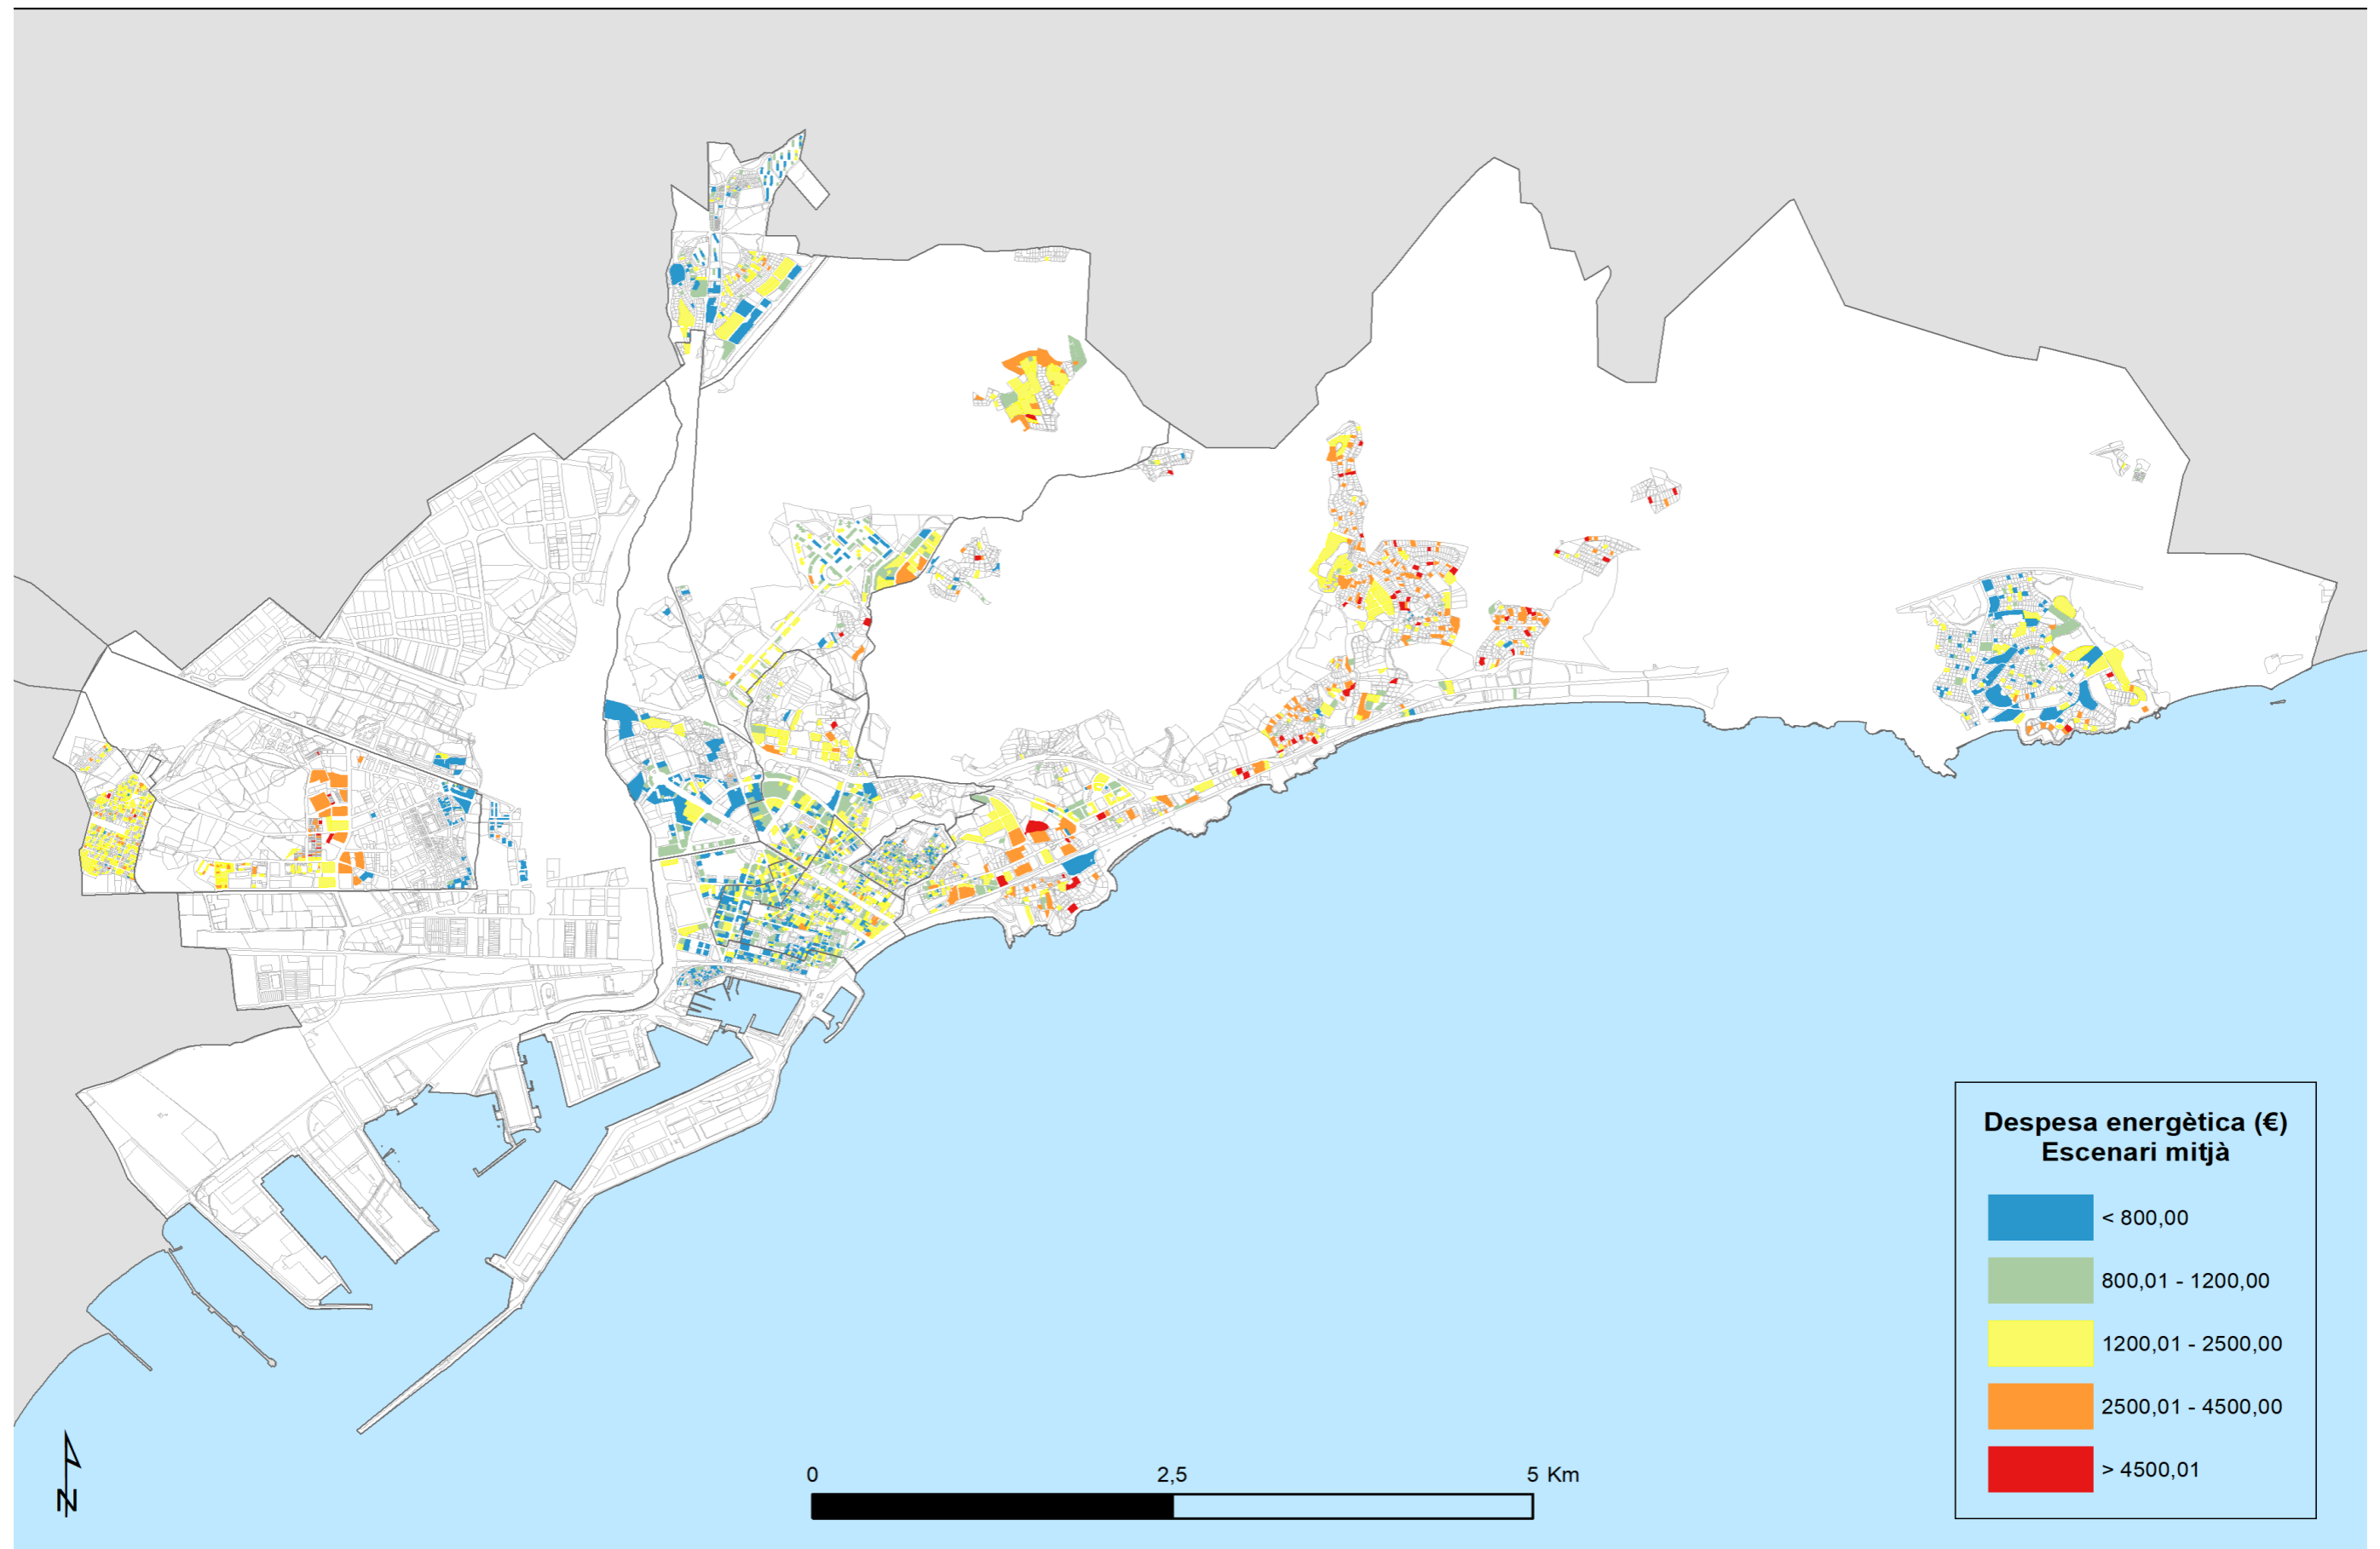 Despesa energètica (€)
Escenari mitjà
< 800,00
800,01 - 1200,00
1200,01 - 2500,00
2500,01 - 4500,00
> 4500,01
0 2,5 5 Km
N